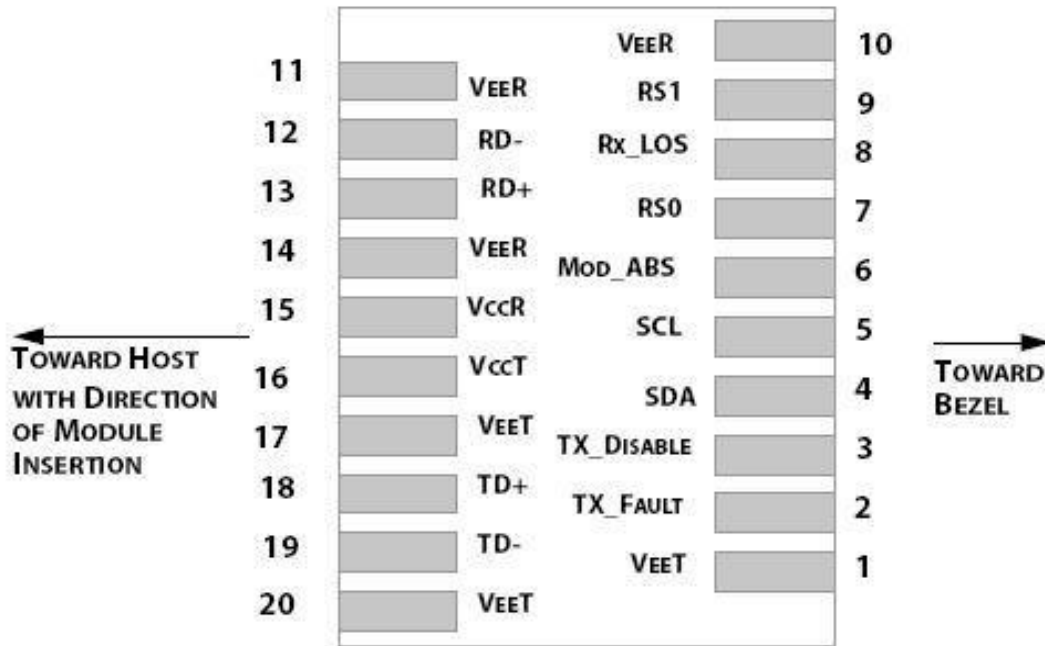 11 VEER
12 RD-
13 RD+
14 VEER
15 VCCR
16 VCCT
17 VEET
18 TD+
19 TD-
20 VEET
VEER 10
RS1 9
RX_LOS 8
RS0 7
MOD_ABS 6
SCL 5
SDA 4
TX_DISABLE 3
TX_FAULT 2
VEET 1
TOWARD HOST
WITH DIRECTION
OF MODULE
INSERTION
TOWARD
BEZEL